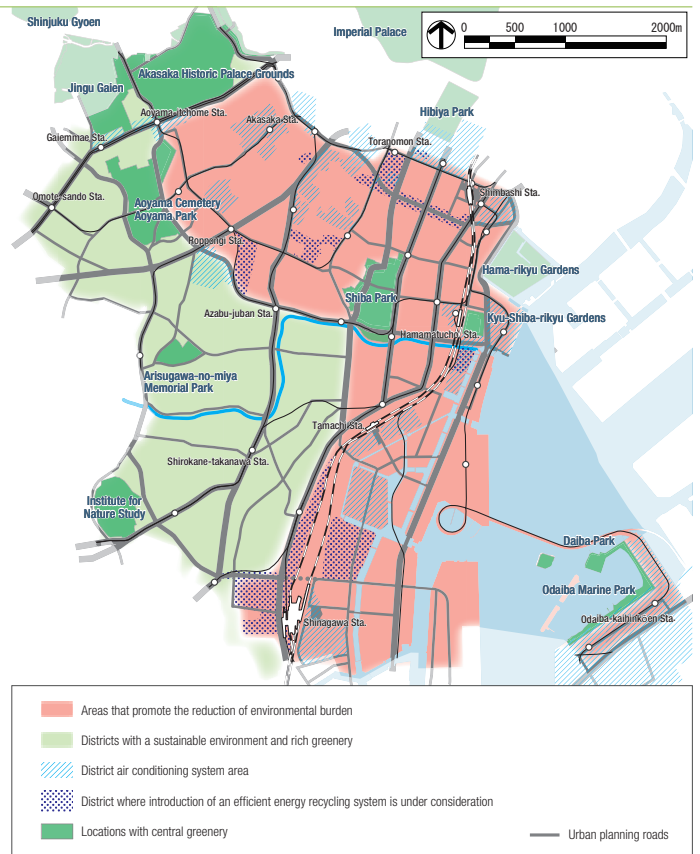 Shinjuku Gyoen
Imperial Palace
0 500 1000 2000m
Akasaka Historic Palace Grounds
Jingu Gaien
Hibiya Park
Aoyama-itchome Sta.
Akasaka Sta.
Gaiemmae Sta.
Toranomon Sta.
Omote-sando Sta.
Shimbashi Sta.
Aoyama Cemetery
Aoyama Park
Roppongi Sta.
Hama-rikyu Gardens
Shiba Park
Azabu-juban Sta.
Kyu-Shiba-rikyu Gardens
Hamamatucho Sta.
Arisugawa-no-miya
Memorial Park
Tamachi Sta.
Shirokane-takanawa Sta.
Institute for
Nature Study
Daiba Park
Odaiba Marine Park
Odaiba-kaihinkoen Sta.
Shinagawa Sta.
Areas that promote the reduction of environmental burden
Districts with a sustainable environment and rich greenery
District air conditioning system area
District where introduction of an efficient energy recycling system is under consideration
Locations with central greenery
Urban planning roads